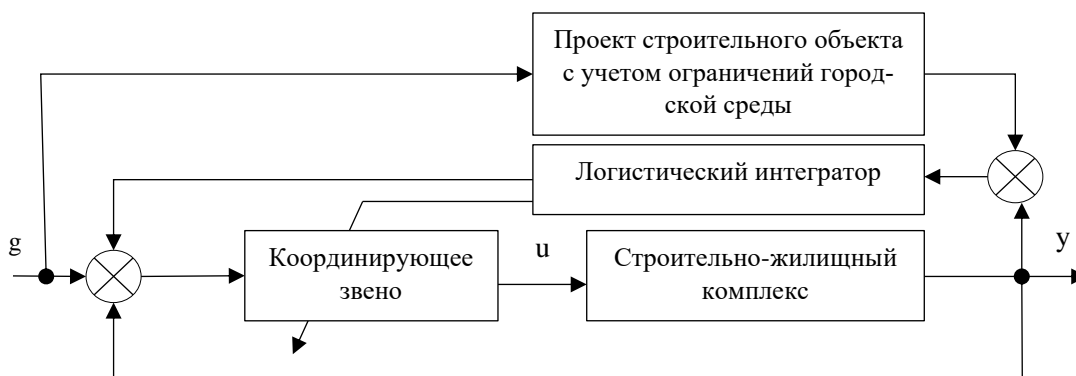 Проект строительного объекта
с учетом ограничений город-
ской среды
Логистический интегратор
g
Координирующее
звено
u
Строительно-жилищный
комплекс
y